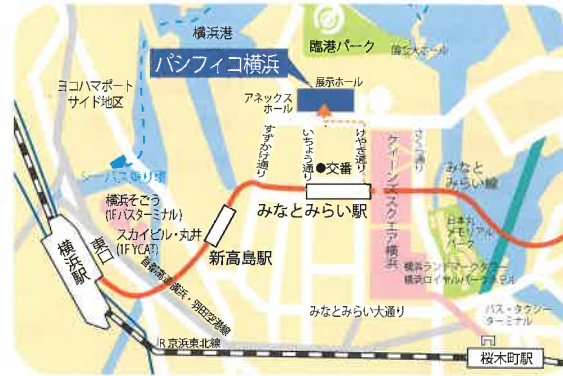 横浜港
臨港パーク
国立大ホール
パシフィコ横浜
ヨコハマポート
サイド地区
展示ホール
アネックス
ホール
すずかけ通り
いちょう通り
けやき通り
さくら通り
クイーンズスクエア横浜
●交番
みなとみらい線
シーバス乗り場
みなとみらい駅
横浜そごう
(1Fバスターミナル)
スカイビル・丸井
(1F YCAT)
東口
横浜駅
新高島駅
日本丸
メモリアル
パーク
横浜ランドマークタワー
横浜ロイヤルパークホテル
首都高速横浜・羽田空港線
みなとみらい大通り
バス・タクシー
ターミナル
JR京浜東北線
桜木町駅